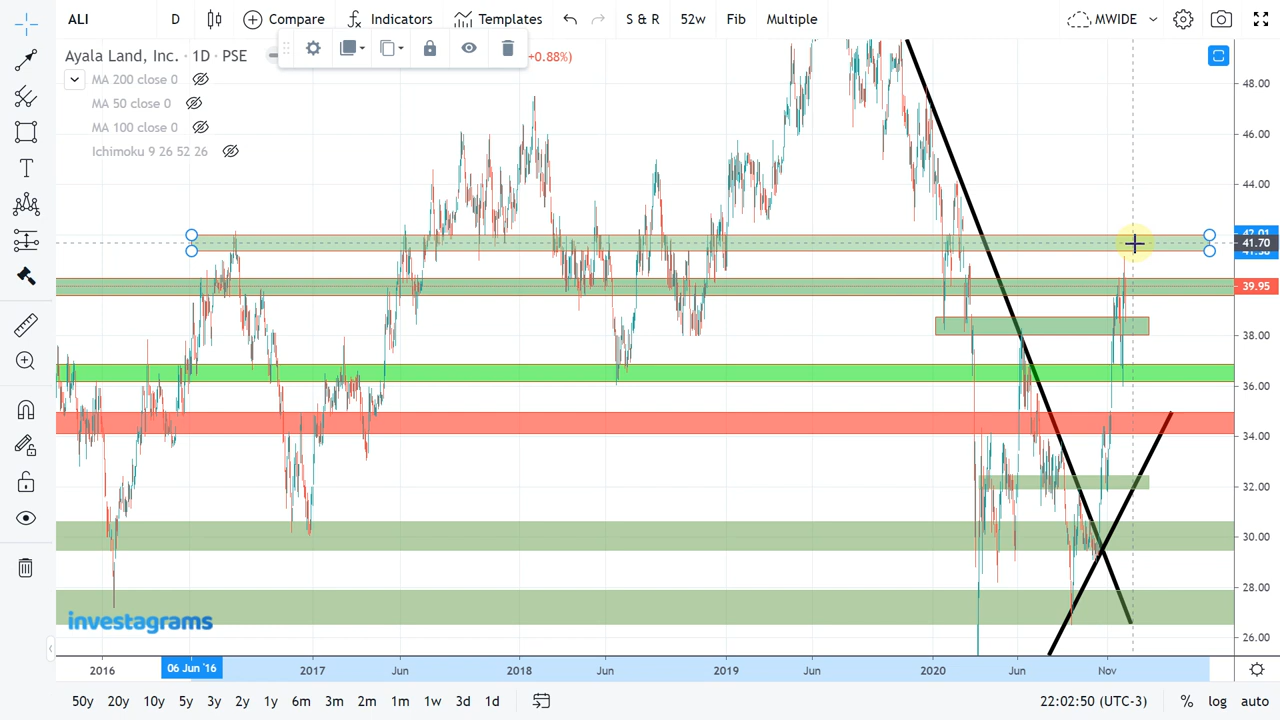 ALI D Compare Indicators Templates S & R 52w Fib Multiple MWIDE
Ayala Land, Inc. · 1D · PSE +0.88%)
MA 200 close 0
MA 50 close 0
MA 100 close 0
Ichimoku 9 26 52 26
48.00
46.00
44.00
41.70
39.95
38.00
36.00
34.00
32.00
30.00
28.00
26.00
investagrams
2016 06 Jun '16 2017 Jun 2018 Jun 2019 Jun 2020 Jun Nov
50y 20y 10y 5y 3y 2y 1y 6m 3m 2m 1m 1w 3d 1d 22:02:50 (UTC-3) % log auto